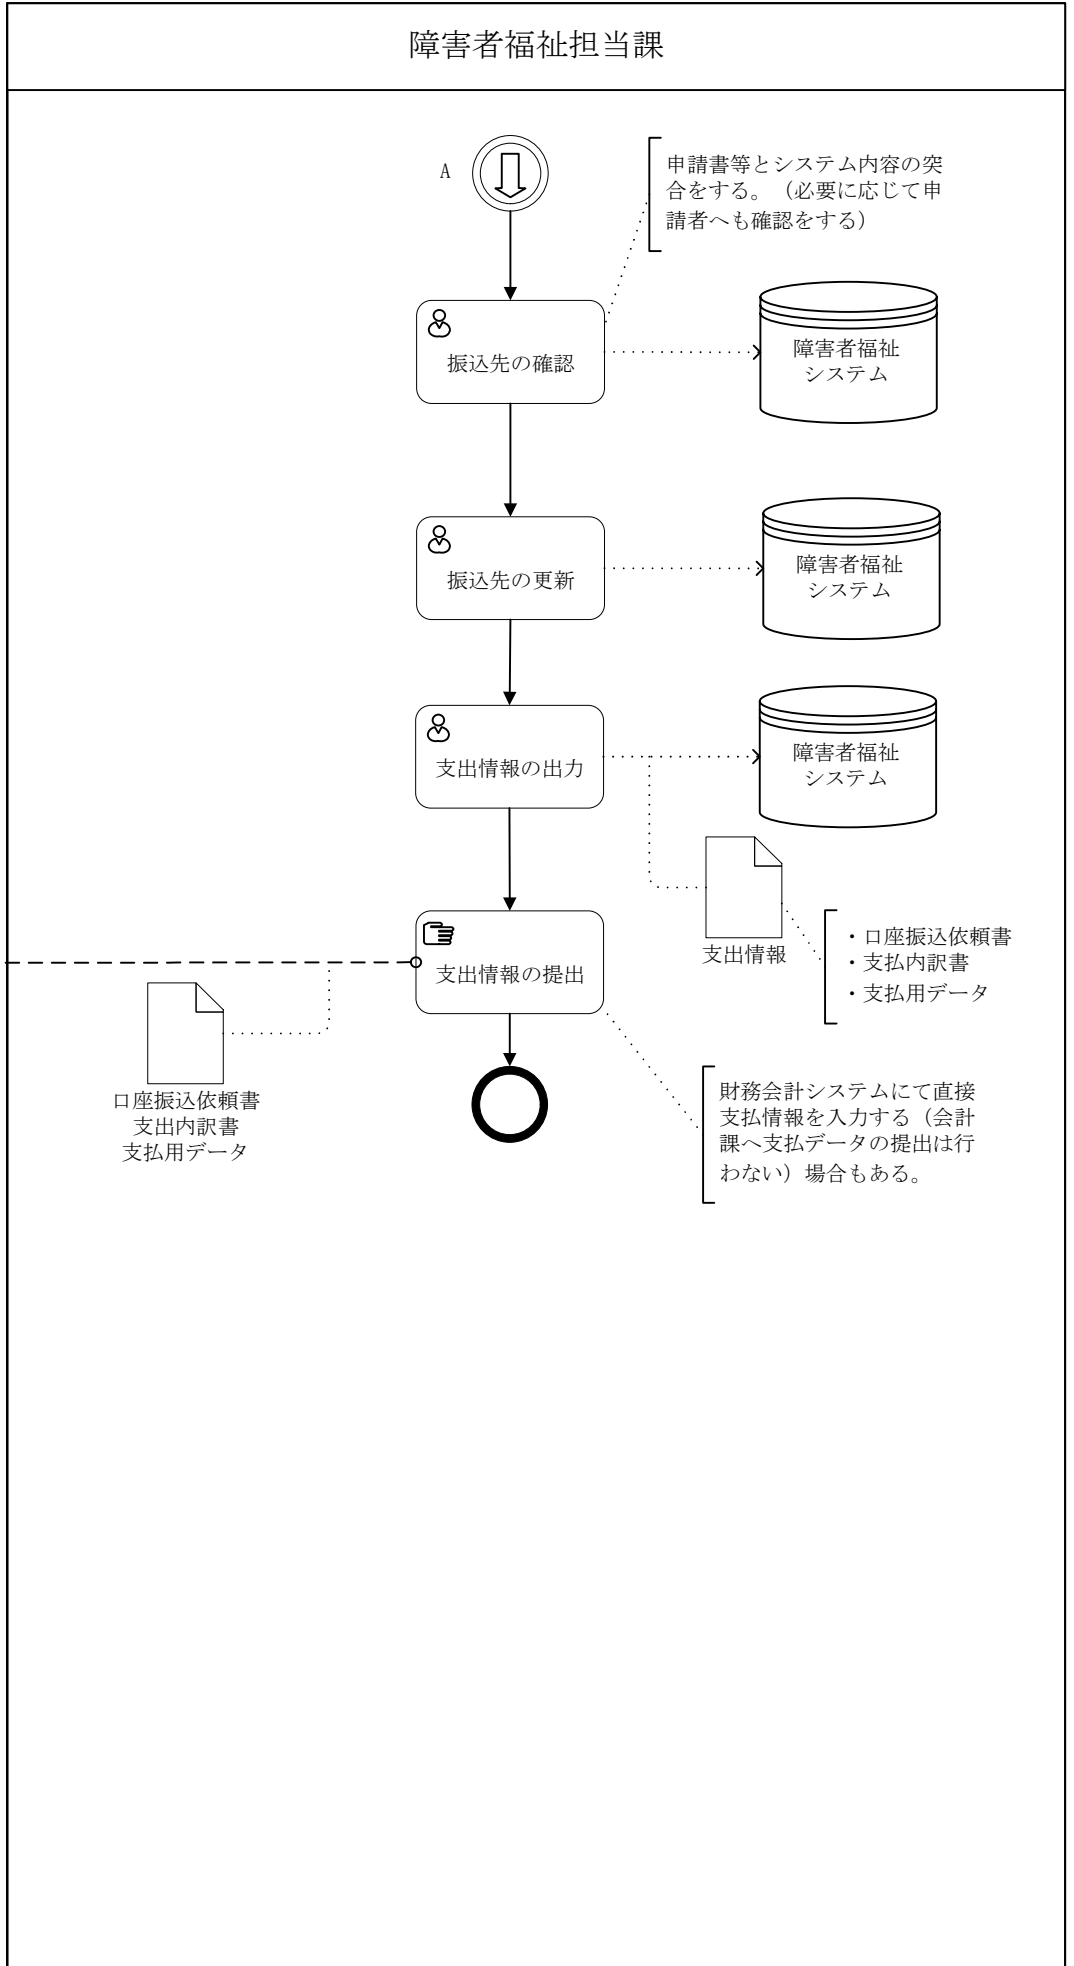 障害者福祉担当課
A
申請書等とシステム内容の突
合をする。（必要に応じて申
請者へも確認をする）
振込先の確認
障害者福祉
システム
振込先の更新
障害者福祉
システム
支出情報の出力
障害者福祉
システム
支出情報
・口座振込依頼書
・支払内訳書
・支払用データ
支出情報の提出
口座振込依頼書
支出内訳書
支払用データ
財務会計システムにて直接
支払情報を入力する（会計
課へ支払データの提出は行
わない）場合もある。